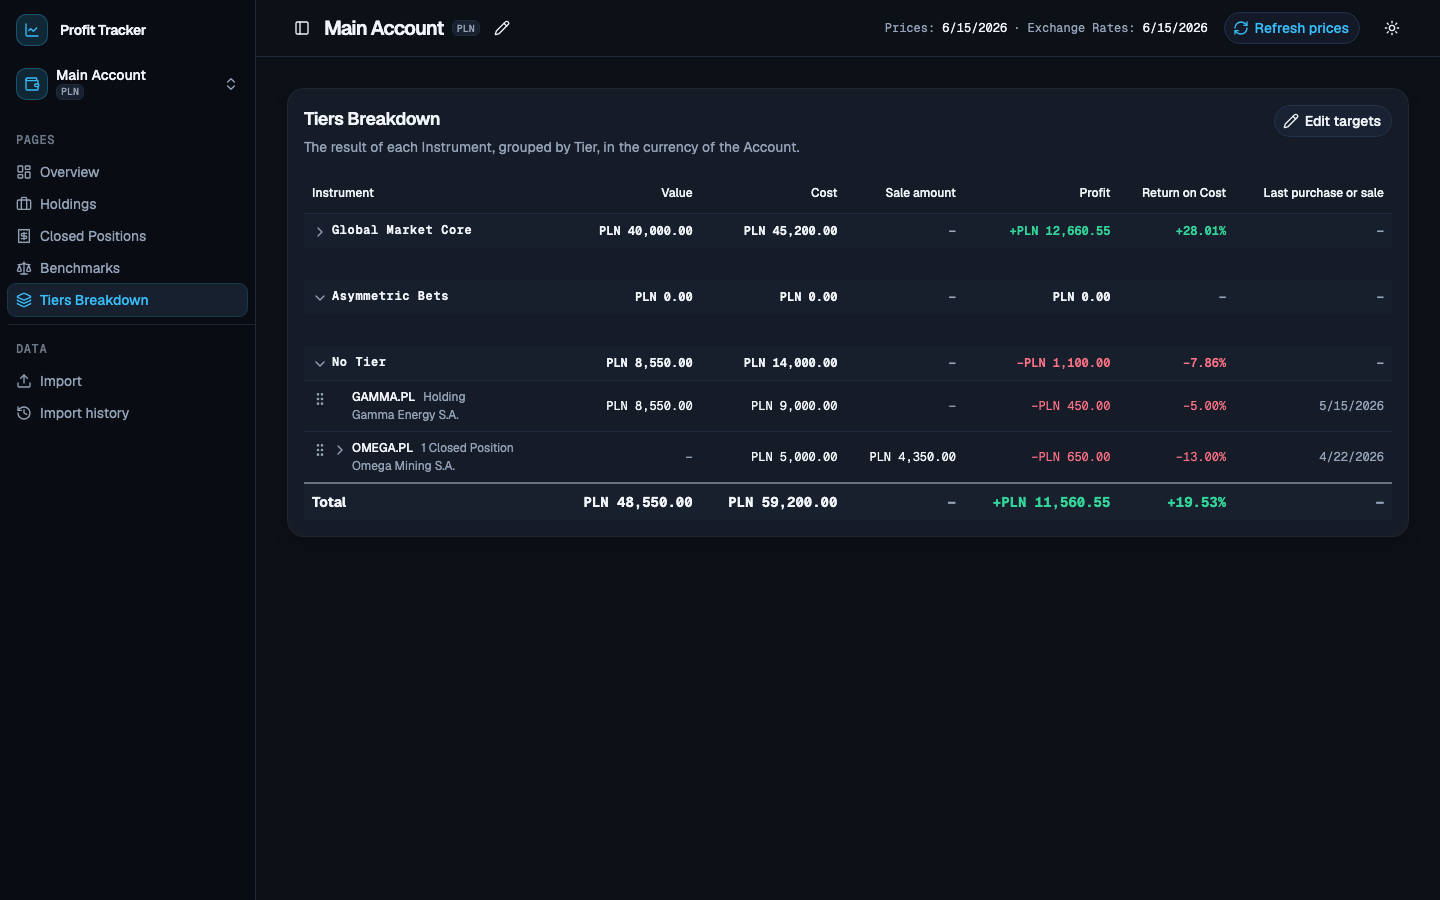 Profit Tracker
Main Account
PLN
PAGES
Overview
Holdings
Closed Positions
Benchmarks
Tiers Breakdown
DATA
Import
Import history
Main Account PLN
Prices: 6/15/2026 · Exchange Rates: 6/15/2026
Refresh prices
Tiers Breakdown
Edit targets
The result of each Instrument, grouped by Tier, in the currency of the Account.
Instrument Value Cost Sale amount Profit Return on Cost Last purchase or sale
Global Market Core PLN 40,000.00 PLN 45,200.00 – +PLN 12,660.55 +28.01% –
Asymmetric Bets PLN 0.00 PLN 0.00 – PLN 0.00 – –
No Tier PLN 8,550.00 PLN 14,000.00 – -PLN 1,100.00 -7.86% –
GAMMA.PL Holding
Gamma Energy S.A.
PLN 8,550.00 PLN 9,000.00 – -PLN 450.00 -5.00% 5/15/2026
OMEGA.PL 1 Closed Position
Omega Mining S.A.
– PLN 5,000.00 PLN 4,350.00 -PLN 650.00 -13.00% 4/22/2026
Total PLN 48,550.00 PLN 59,200.00 – +PLN 11,560.55 +19.53% –